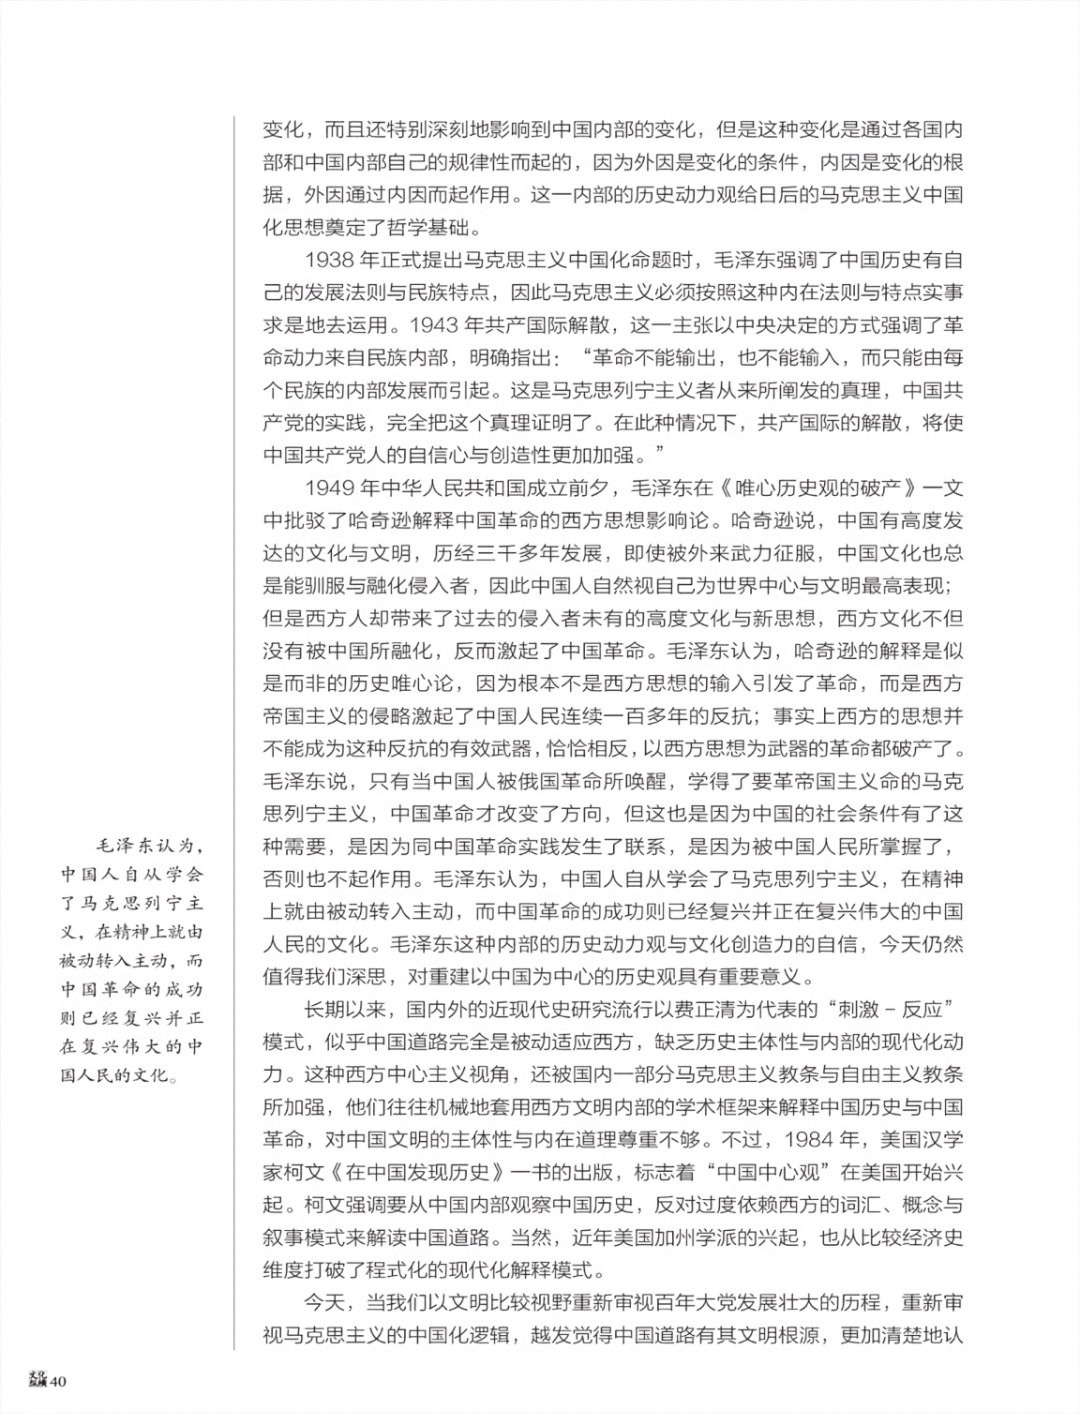 变化，而且还特别深刻地影响到中国内部的变化，但是这种变化是通过各国内
部和中国内部自己的规律性而起的，因为外因是变化的条件，内因是变化的根
据，外因通过内因而起作用。这一内部的历史动力观给日后的马克思主义中国
化思想奠定了哲学基础。
1938 年正式提出马克思主义中国化命题时，毛泽东强调了中国历史有自
己的发展法则与民族特点，因此马克思主义必须按照这种内在法则与特点实事
求是地去运用。1943 年共产国际解散，这一主张以中央决定的方式强调了革
命动力来自民族内部，明确指出：“革命不能输出，也不能输入，而只能由每
个民族的内部发展而引起。这是马克思列宁主义者从来所阐发的真理，中国共
产党的实践，完全把这个真理证明了。在此种情况下，共产国际的解散，将使
中国共产党人的自信心与创造性更加加强。”
1949 年中华人民共和国成立前夕，毛泽东在《唯心历史观的破产》一文
中批驳了哈奇逊解释中国革命的西方思想影响论。哈奇逊说，中国有高度发
达的文化与文明，历经三千多年发展，即使被外来武力征服，中国文化也总
是能驯服与融化侵入者，因此中国人自然视自己为世界中心与文明最高表现；
但是西方人却带来了过去的侵入者未有的高度文化与新思想，西方文化不但
没有被中国所融化，反而激起了中国革命。毛泽东认为，哈奇逊的解释是似
是而非的历史唯心论，因为根本不是西方思想的输入引发了革命，而是西方
帝国主义的侵略激起了中国人民连续一百多年的反抗；事实上西方的思想并
不能成为这种反抗的有效武器，恰恰相反，以西方思想为武器的革命都破产了。
毛泽东说，只有当中国人被俄国革命所唤醒，学得了要革帝国主义命的马克
思列宁主义，中国革命才改变了方向，但这也是因为中国的社会条件有了这
种需要，是因为同中国革命实践发生了联系，是因为被中国人民所掌握了，
否则也不起作用。毛泽东认为，中国人自从学会了马克思列宁主义，在精神
上就由被动转入主动，而中国革命的成功则已经复兴并正在复兴伟大的中国
人民的文化。毛泽东这种内部的历史动力观与文化创造力的自信，今天仍然
值得我们深思，对重建以中国为中心的历史观具有重要意义。
长期以来，国内外的近现代史研究流行以费正清为代表的“刺激－反应”
模式，似乎中国道路完全是被动适应西方，缺乏历史主体性与内部的现代化动
力。这种西方中心主义视角，还被国内一部分马克思主义教条与自由主义教条
所加强，他们往往机械地套用西方文明内部的学术框架来解释中国历史与中国
革命，对中国文明的主体性与内在道理尊重不够。不过，1984 年，美国汉学
家柯文《在中国发现历史》一书的出版，标志着“中国中心观”在美国开始兴
起。柯文强调要从中国内部观察中国历史，反对过度依赖西方的词汇、概念与
叙事模式来解读中国道路。当然，近年美国加州学派的兴起，也从比较经济史
维度打破了程式化的现代化解释模式。
今天，当我们以文明比较视野重新审视百年大党发展壮大的历程，重新审
视马克思主义的中国化逻辑，越发觉得中国道路有其文明根源，更加清楚地认
毛泽东认为，
中国人自从学会
了马克思列宁主
义，在精神上就由
被动转入主动，而
中国革命的成功
则已经复兴并正
在复兴伟大的中
国人民的文化。
文化
纵横 40